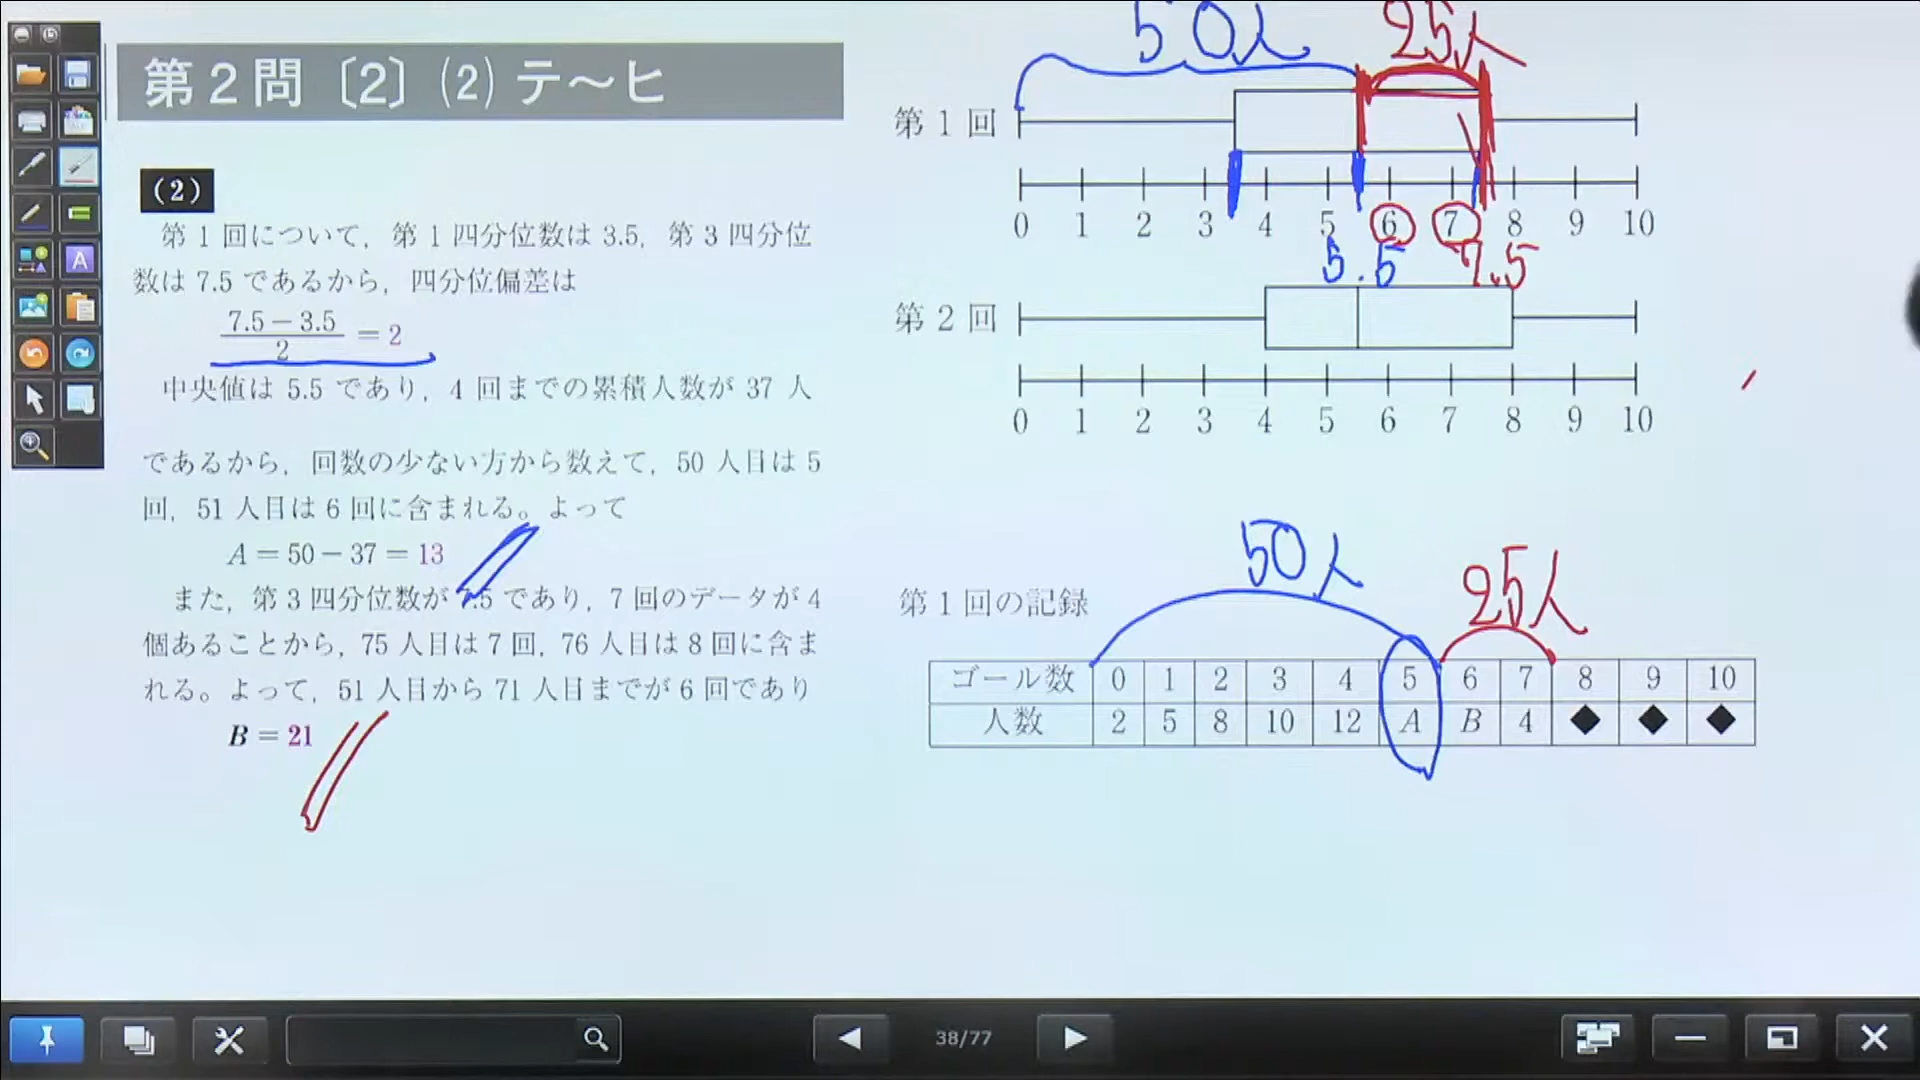 第2問〔2〕(2)テ～ヒ
(2)
第1回について,第1四分位数は3.5,第3四分位
数は7.5であるから,四分位偏差は
7.5－3.5
2
＝2
中央値は5.5であり,4回までの累積人数が37人
であるから,回数の少ない方から数えて,50人目は5
回,51人目は6回に含まれる。よって
A＝50－37＝13
また,第3四分位数が7.5であり,7回のデータが4
個あることから,75人目は7回,76人目は8回に含ま
れる。よって,51人目から71人目までが6回であり
B＝21
50人 25人
第1回
0 1 2 3 4 5 6 7 8 9 10
5.5 7.5
第2回
0 1 2 3 4 5 6 7 8 9 10
50人 25人
第1回の記録
ゴール数 0 1 2 3 4 5 6 7 8 9 10
人数 2 5 8 10 12 A B 4 ◆ ◆ ◆
38/77